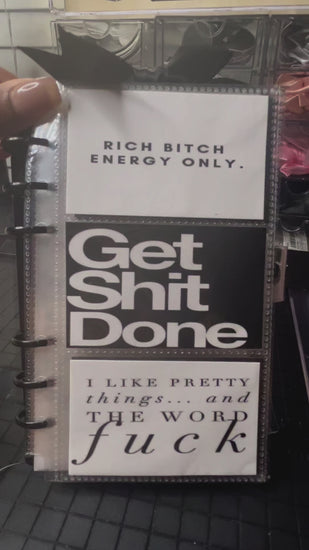 RICH BITCH
ENERGY ONLY.
Get
Shit
Done
I LIKE PRETTY
things... and
THE WORD
fuck